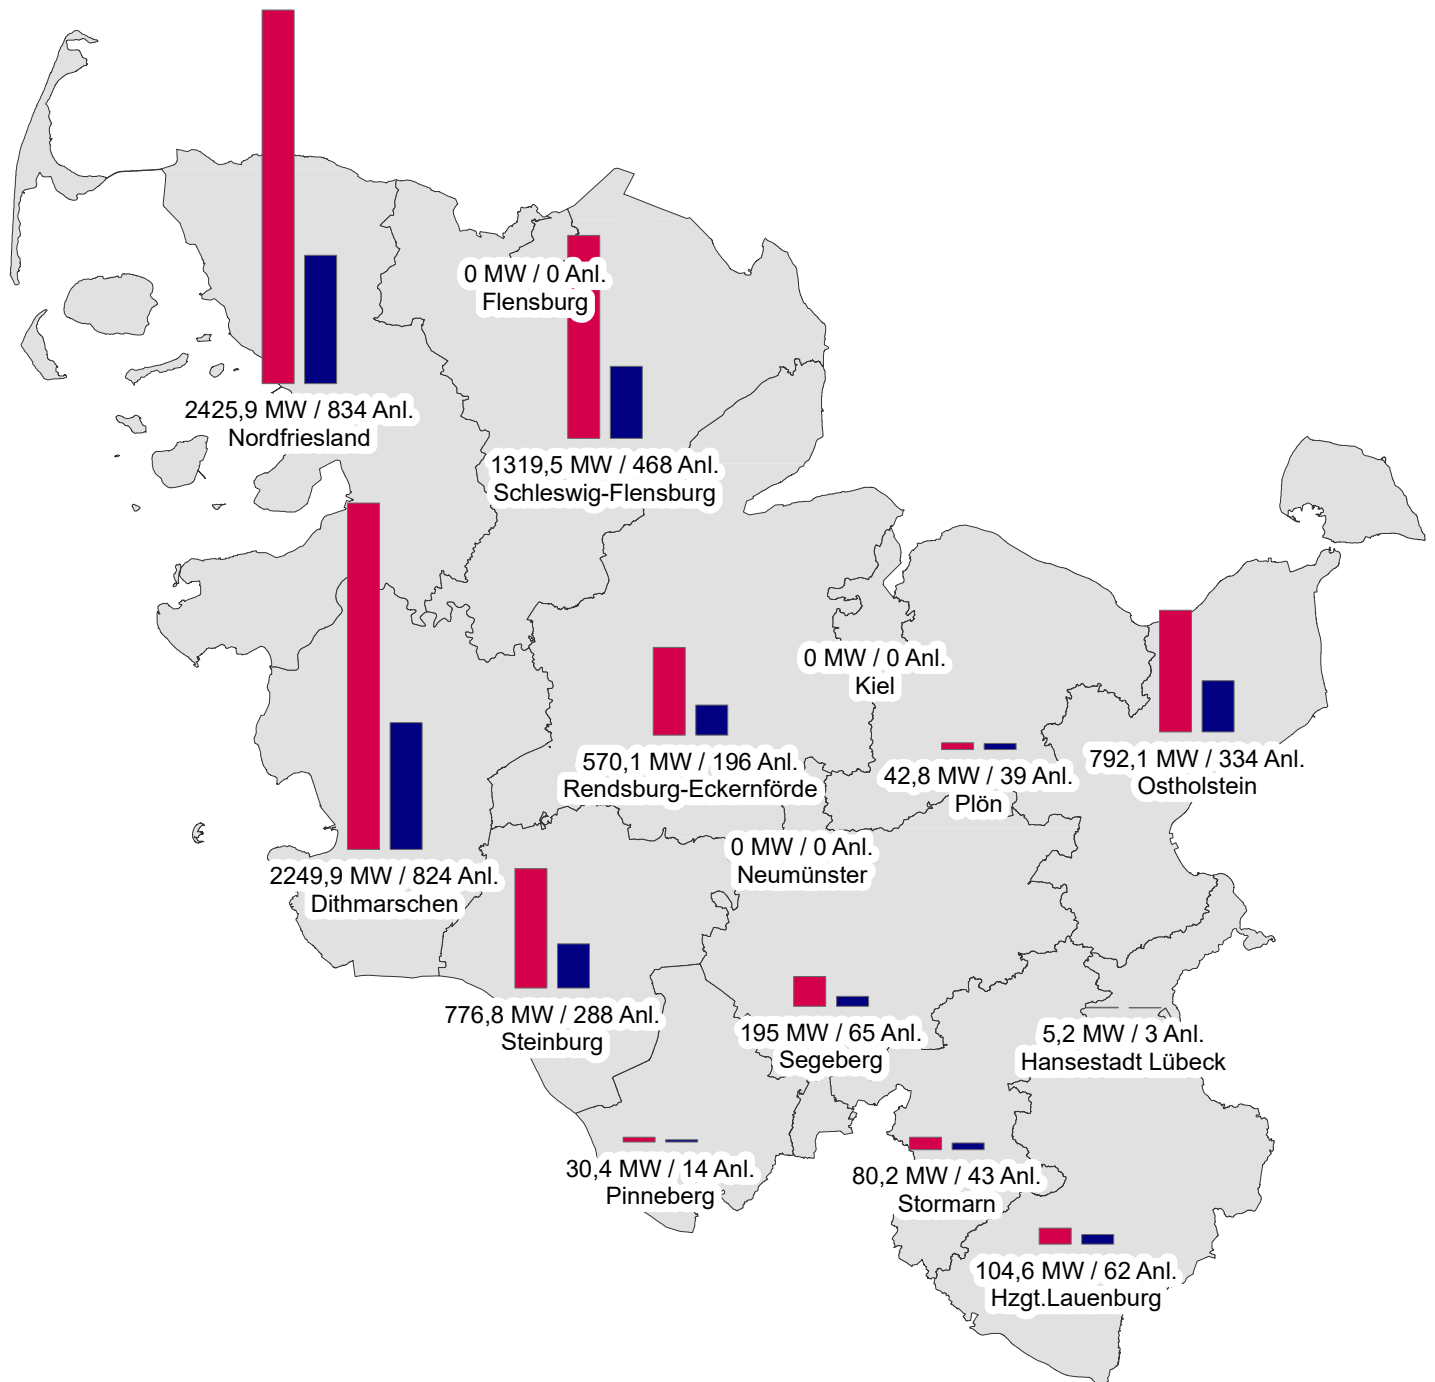 0 MW / 0 Anl.
Flensburg
2425,9 MW / 834 Anl.
Nordfriesland
1319,5 MW / 468 Anl.
Schleswig-Flensburg
0 MW / 0 Anl.
Kiel
570,1 MW / 196 Anl.
Rendsburg-Eckernförde
42,8 MW / 39 Anl.
Plön
792,1 MW / 334 Anl.
Ostholstein
0 MW / 0 Anl.
Neumünster
2249,9 MW / 824 Anl.
Dithmarschen
776,8 MW / 288 Anl.
Steinburg
195 MW / 65 Anl.
Segeberg
5,2 MW / 3 Anl.
Hansestadt Lübeck
30,4 MW / 14 Anl.
Pinneberg
80,2 MW / 43 Anl.
Stormarn
104,6 MW / 62 Anl.
Hzgt.Lauenburg